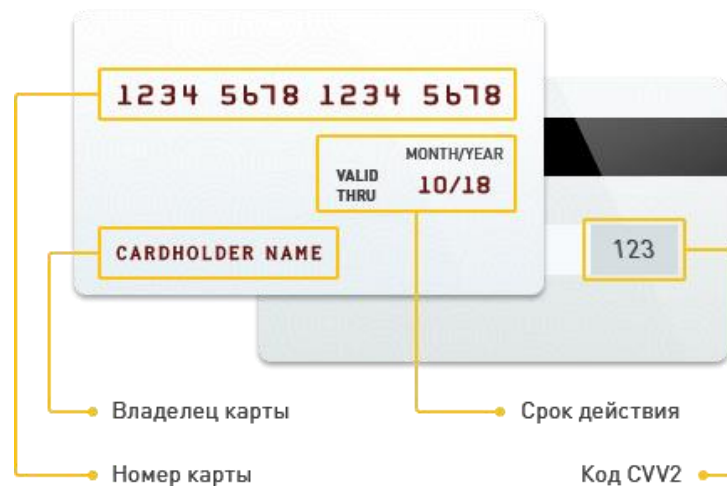 1234 5678 1234 5678
MONTH/YEAR
VALID
THRU
10/18
CARDHOLDER NAME
123
Владелец карты
Срок действия
Номер карты
Код CVV2